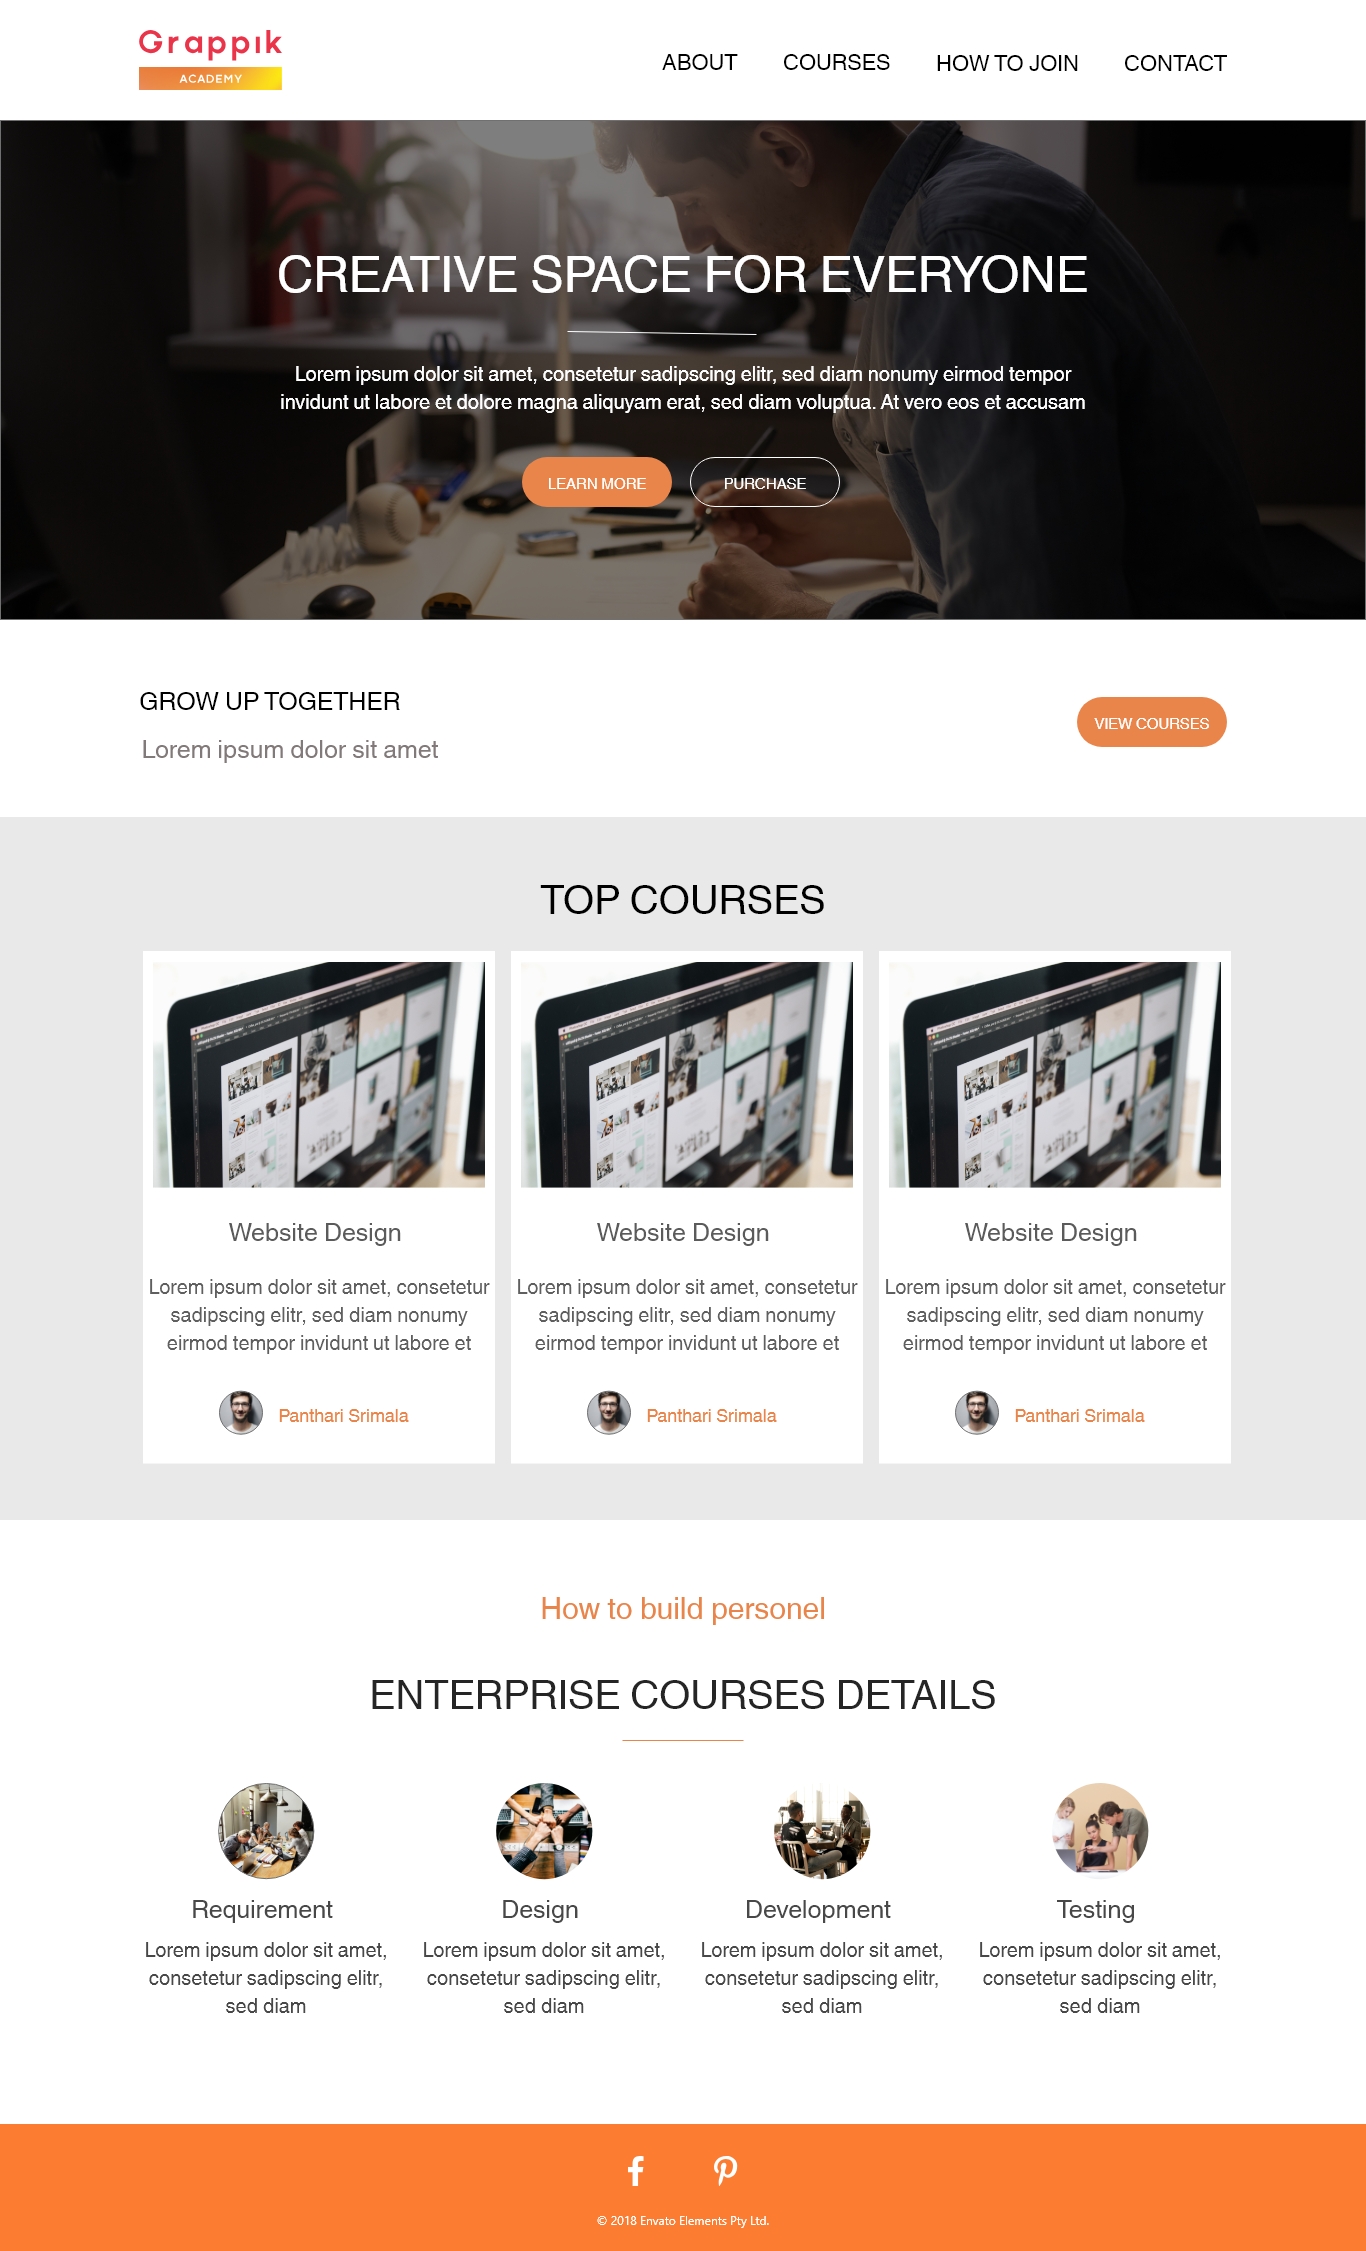 Grappik
ACADEMY
ABOUT COURSES HOW TO JOIN CONTACT
CREATIVE SPACE FOR EVERYONE
Lorem ipsum dolor sit amet, consetetur sadipscing elitr, sed diam nonumy eirmod tempor
invidunt ut labore et dolore magna aliquyam erat, sed diam voluptua. At vero eos et accusam
LEARN MORE PURCHASE
GROW UP TOGETHER
Lorem ipsum dolor sit amet
VIEW COURSES
TOP COURSES
Website Design
Lorem ipsum dolor sit amet, consetetur
sadipscing elitr, sed diam nonumy
eirmod tempor invidunt ut labore et
Panthari Srimala
Website Design
Lorem ipsum dolor sit amet, consetetur
sadipscing elitr, sed diam nonumy
eirmod tempor invidunt ut labore et
Panthari Srimala
Website Design
Lorem ipsum dolor sit amet, consetetur
sadipscing elitr, sed diam nonumy
eirmod tempor invidunt ut labore et
Panthari Srimala
How to build personel
ENTERPRISE COURSES DETAILS
Requirement
Lorem ipsum dolor sit amet,
consetetur sadipscing elitr,
sed diam
Design
Lorem ipsum dolor sit amet,
consetetur sadipscing elitr,
sed diam
Development
Lorem ipsum dolor sit amet,
consetetur sadipscing elitr,
sed diam
Testing
Lorem ipsum dolor sit amet,
consetetur sadipscing elitr,
sed diam
© 2018 Envato Elements Pty Ltd.